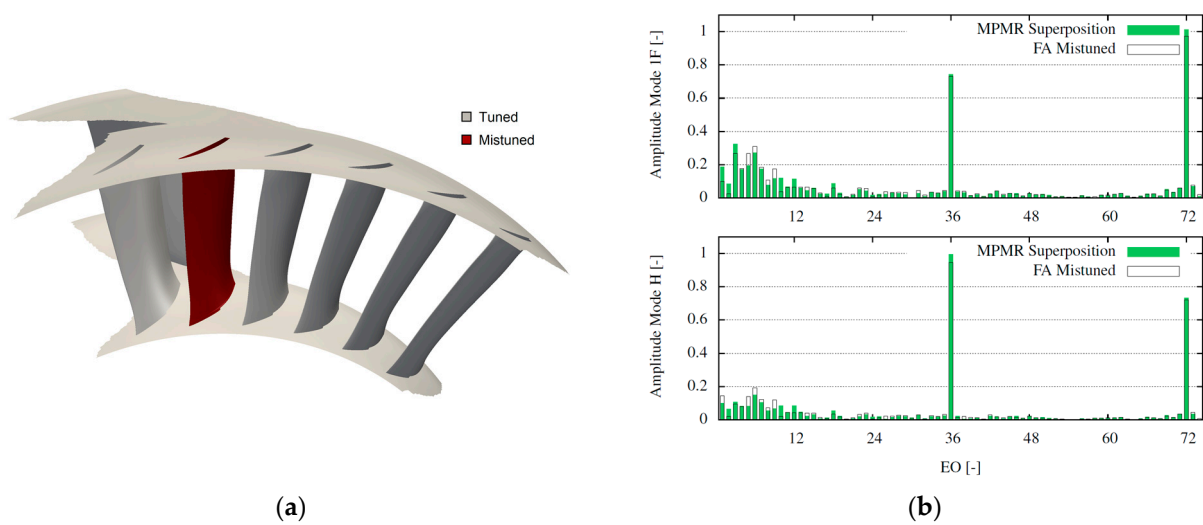 Tuned
Mistuned
(a)
Amplitude Mode 1F [-]
MPMR Superposition
FA Mistuned
1
0.8
0.6
0.4
0.2
0
12 24 36 48 60 72
Amplitude Mode H [-]
MPMR Superposition
FA Mistuned
1
0.8
0.6
0.4
0.2
0
12 24 36 48 60 72
EO [-]
(b)